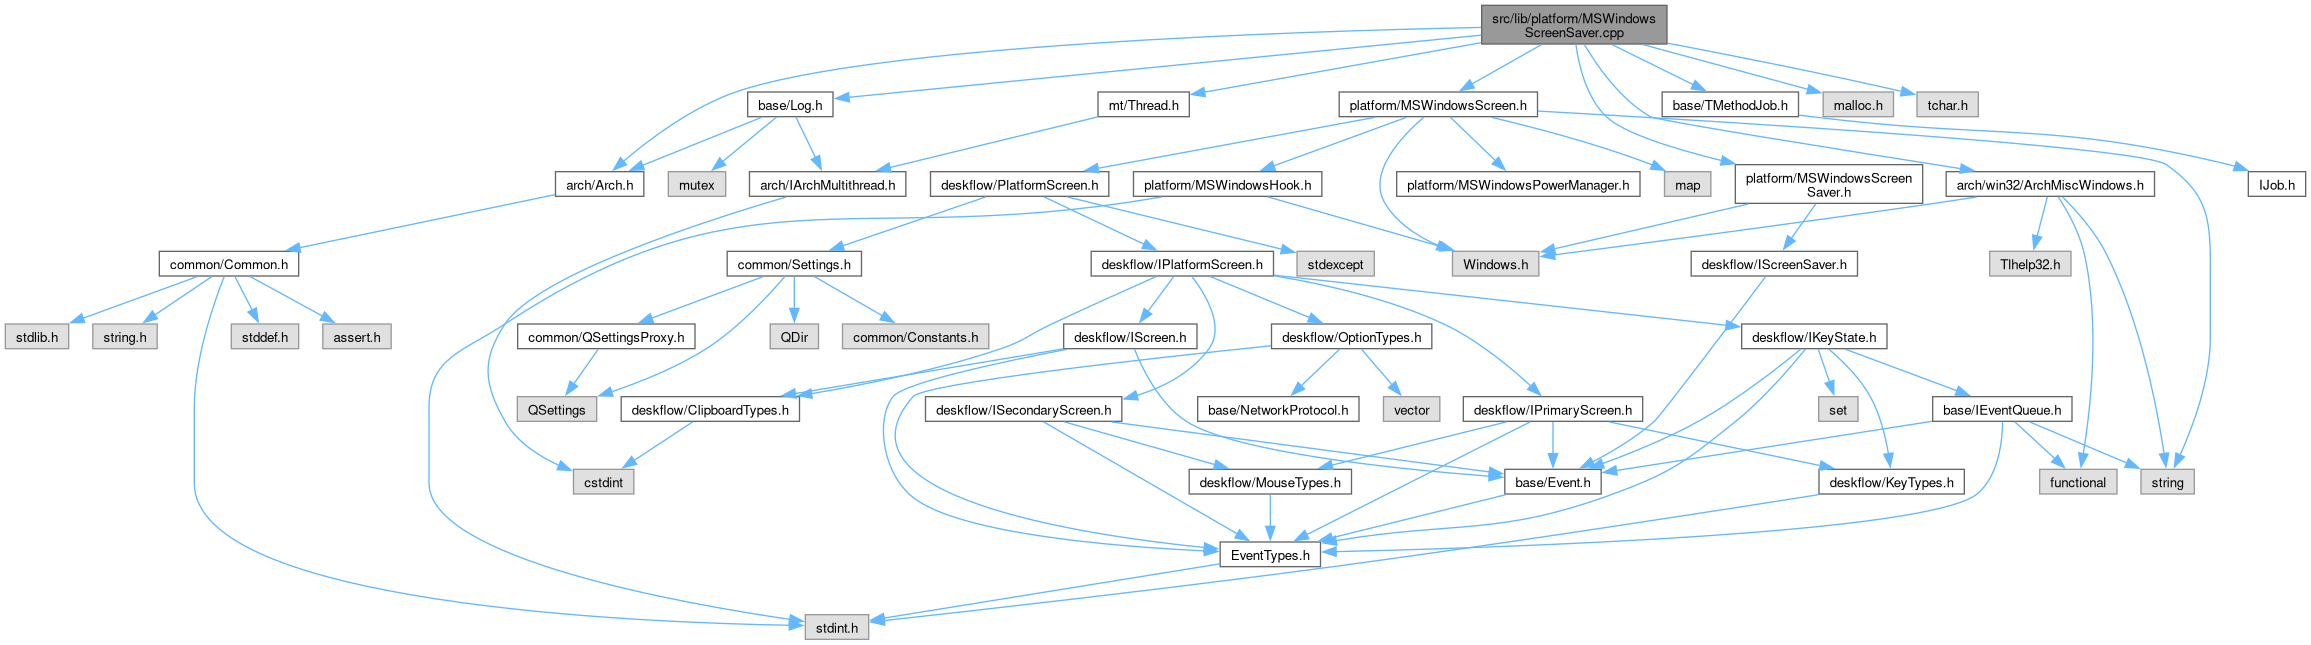 src/lib/platform/MSWindows
ScreenSaver.cpp
base/Log.h
mt/Thread.h
platform/MSWindowsScreen.h
base/TMethodJob.h
malloc.h
tchar.h
arch/Arch.h
mutex
arch/IArchMultithread.h
deskflow/PlatformScreen.h
platform/MSWindowsHook.h
platform/MSWindowsPowerManager.h
map
platform/MSWindowsScreen
Saver.h
arch/win32/ArchMiscWindows.h
IJob.h
common/Common.h
common/Settings.h
deskflow/IPlatformScreen.h
stdexcept
Windows.h
deskflow/IScreenSaver.h
Tlhelp32.h
stdlib.h
string.h
stddef.h
assert.h
common/QSettingsProxy.h
QDir
common/Constants.h
deskflow/IScreen.h
deskflow/OptionTypes.h
deskflow/IKeyState.h
QSettings
deskflow/ClipboardTypes.h
deskflow/ISecondaryScreen.h
base/NetworkProtocol.h
vector
deskflow/IPrimaryScreen.h
set
base/IEventQueue.h
cstdint
deskflow/MouseTypes.h
base/Event.h
deskflow/KeyTypes.h
functional
string
EventTypes.h
stdint.h